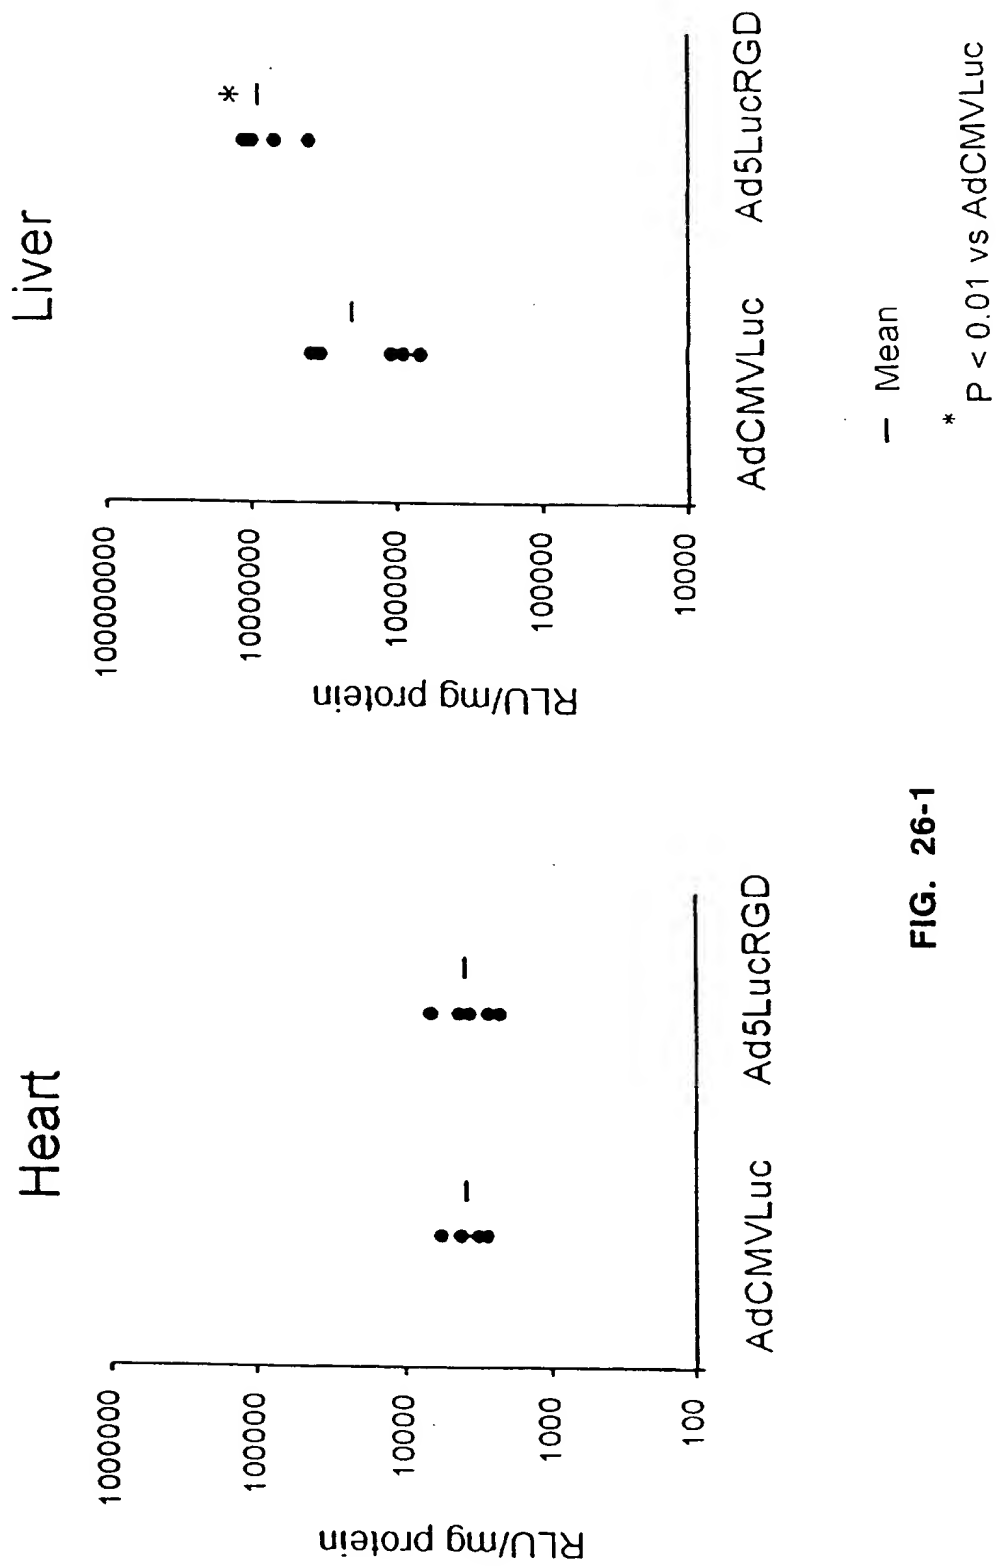 Heart
1000000
100000
10000
1000
100
RLU/mg protein
AdCMVLuc
Ad5LucRGD
Liver
100000000
10000000
1000000
100000
10000
RLU/mg protein
*
AdCMVLuc
Ad5LucRGD
– Mean
* P < 0.01 vs AdCMVLuc
FIG. 26-1